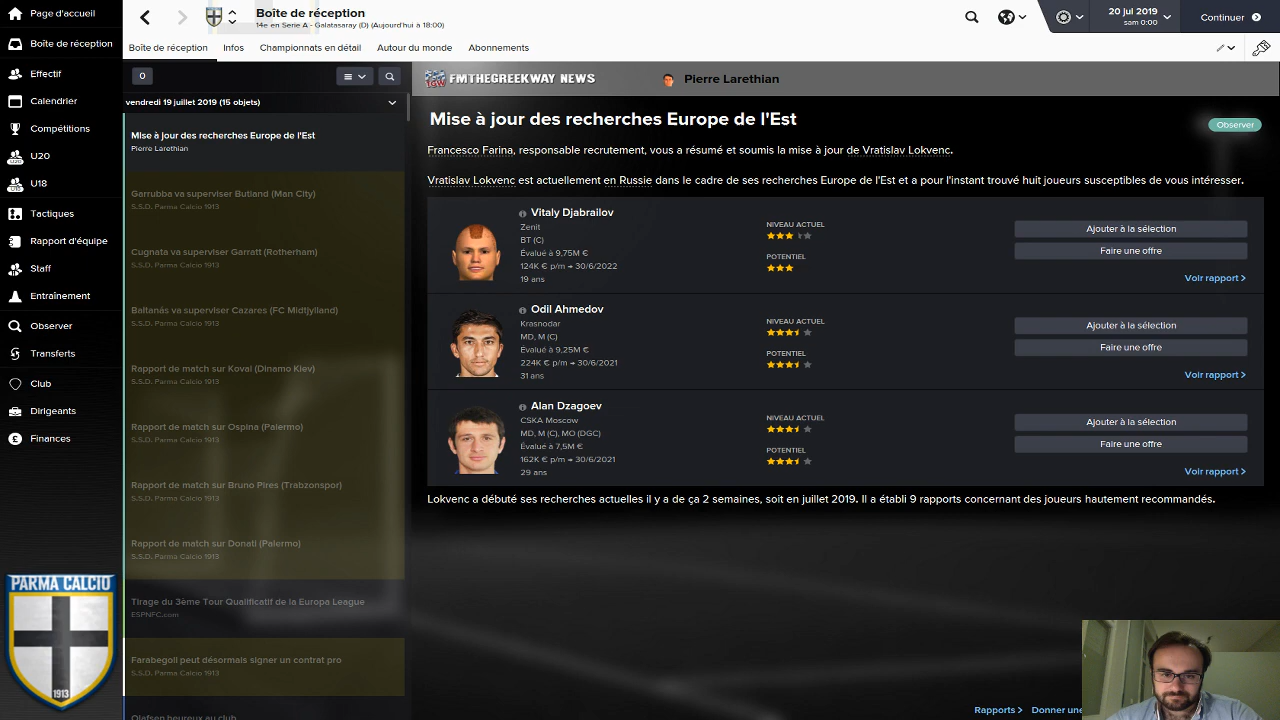 Page d'accueil
Boîte de réception
Effectif
Calendrier
Compétitions
U20
U18
Tactiques
Rapport d'équipe
Staff
Entraînement
Observer
Transferts
Club
Dirigeants
Finances
PARMA CALCIO
1913
Boîte de réception
14e en Serie A - Galatasaray (D) (Aujourd'hui à 18:00)
20 jul 2019
sam 0:00
Continuer
Boîte de réception Infos Championnats en détail Autour du monde Abonnements
0
vendredi 19 juillet 2019 (15 objets)
Mise à jour des recherches Europe de l'Est
Pierre Larethian
Garrubba va superviser Butland (Man City)
S.S.D. Parma Calcio 1913
Cugnata va superviser Garratt (Rotherham)
S.S.D. Parma Calcio 1913
Baltanás va superviser Cazares (FC Midtjylland)
S.S.D. Parma Calcio 1913
Rapport de match sur Koval (Dinamo Kiev)
S.S.D. Parma Calcio 1913
Rapport de match sur Ospina (Palermo)
S.S.D. Parma Calcio 1913
Rapport de match sur Bruno Pires (Trabzonspor)
S.S.D. Parma Calcio 1913
Rapport de match sur Donati (Palermo)
S.S.D. Parma Calcio 1913
Tirage du 3ème Tour Qualificatif de la Europa League
ESPNFC.com
Farabegoli peut désormais signer un contrat pro
S.S.D. Parma Calcio 1913
Olafsen heureux au club
FMTHEGREEKWAY NEWS
Pierre Larethian
Mise à jour des recherches Europe de l'Est
Observer
Francesco Farina, responsable recrutement, vous a résumé et soumis la mise à jour de Vratislav Lokvenc.
Vratislav Lokvenc est actuellement en Russie dans le cadre de ses recherches Europe de l'Est et a pour l'instant trouvé huit joueurs susceptibles de vous intéresser.
Vitaly Djabrailov
Zenit
BT (C)
Évalué à 9,75M €
124K € p/m → 30/6/2022
19 ans
NIVEAU ACTUEL
POTENTIEL
Ajouter à la sélection
Faire une offre
Voir rapport >
Odil Ahmedov
Krasnodar
MD, M (C)
Évalué à 9,25M €
224K € p/m → 30/6/2021
31 ans
NIVEAU ACTUEL
POTENTIEL
Ajouter à la sélection
Faire une offre
Voir rapport >
Alan Dzagoev
CSKA Moscow
MD, M (C), MO (DGC)
Évalué à 7,5M €
162K € p/m → 30/6/2021
29 ans
NIVEAU ACTUEL
POTENTIEL
Ajouter à la sélection
Faire une offre
Voir rapport >
Lokvenc a débuté ses recherches actuelles il y a de ça 2 semaines, soit en juillet 2019. Il a établi 9 rapports concernant des joueurs hautement recommandés.
Rapports > Donner une